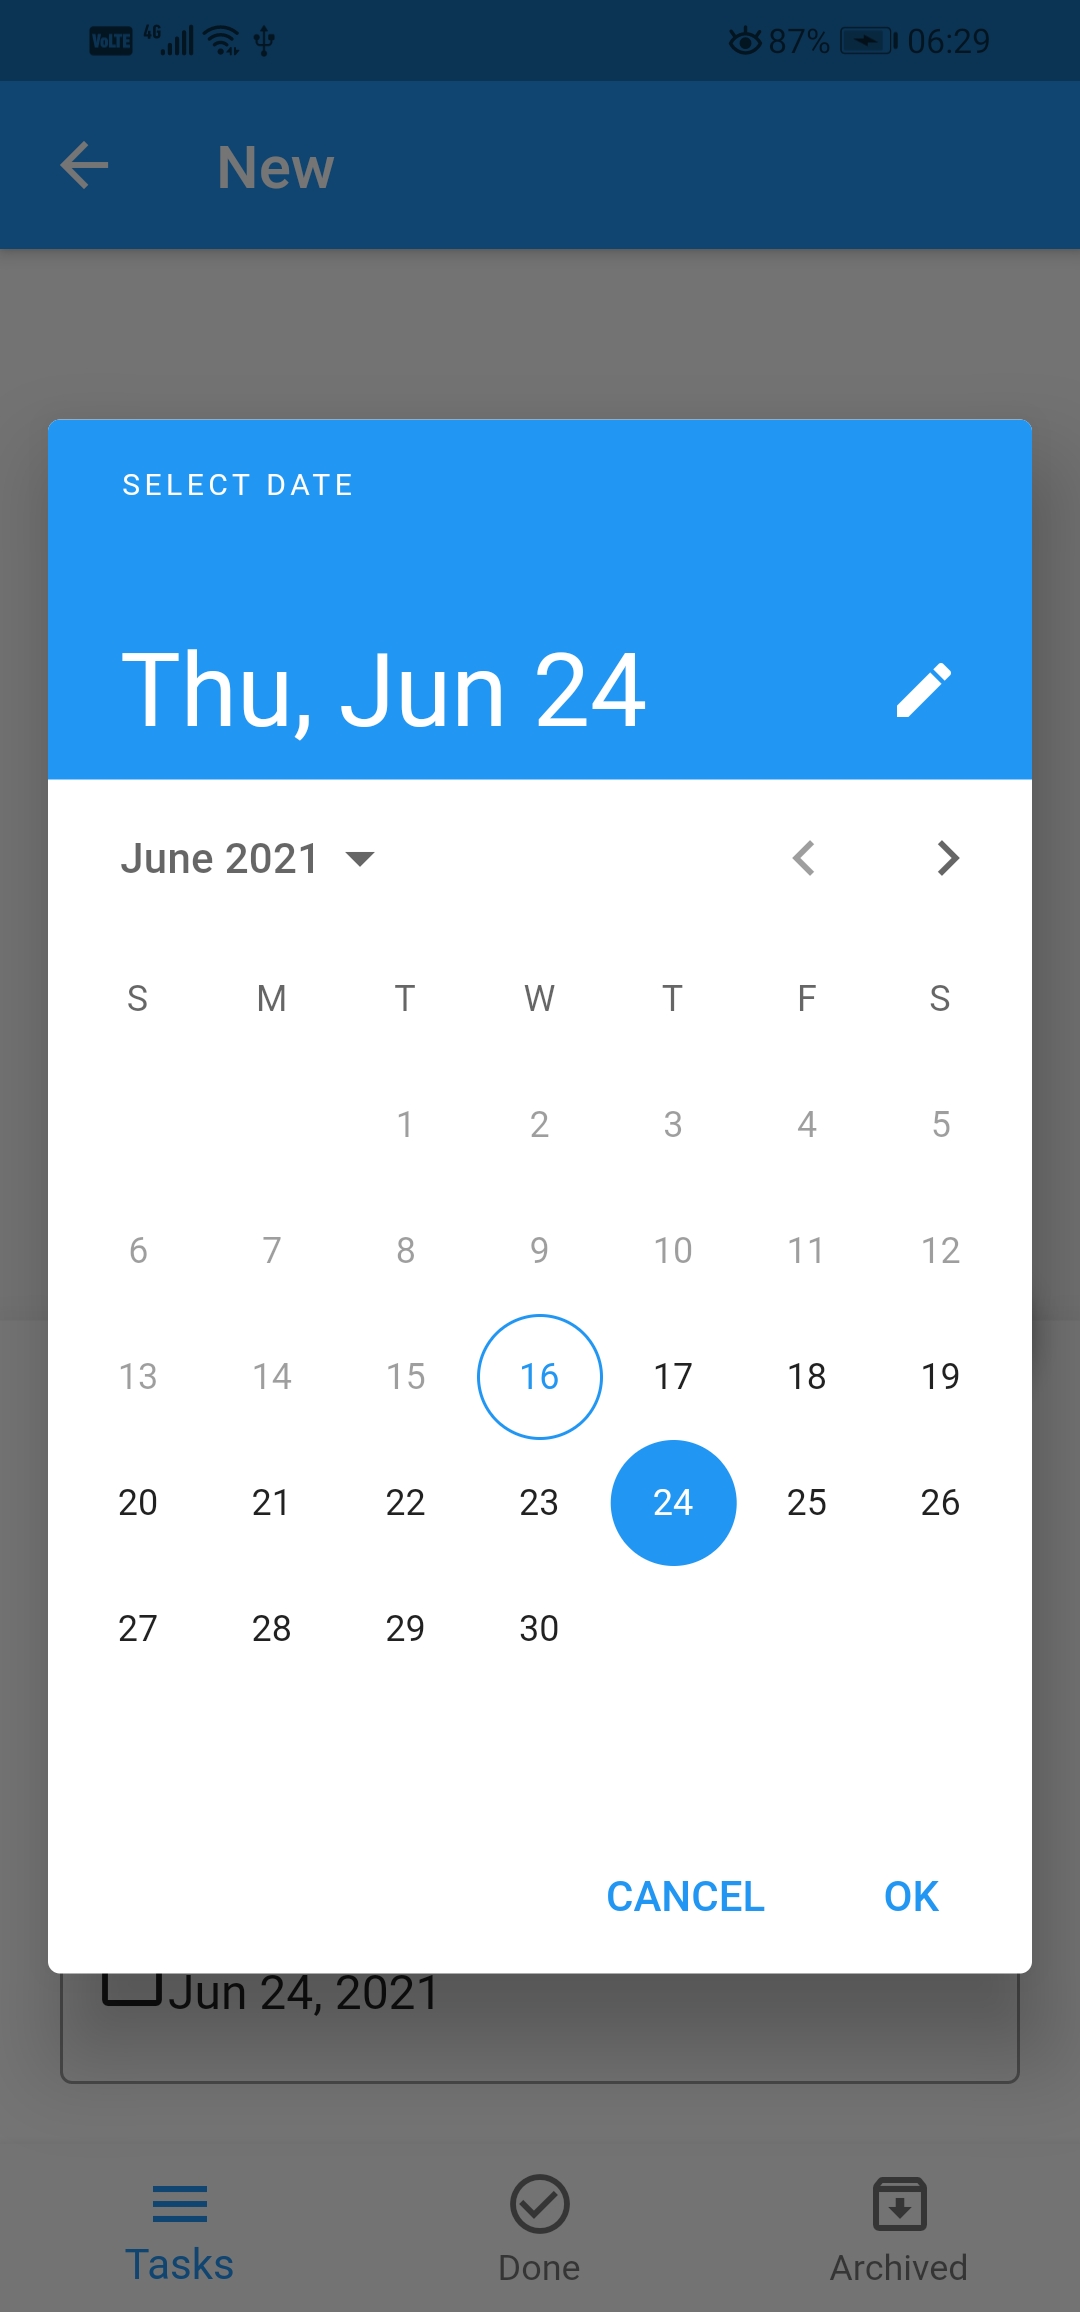 VoLTE 4G 87% 06:29
New
SELECT DATE
Thu, Jun 24
June 2021
S M T W T F S
1 2 3 4 5
6 7 8 9 10 11 12
13 14 15 16 17 18 19
20 21 22 23 24 25 26
27 28 29 30
CANCEL OK
Jun 24, 2021
Tasks Done Archived